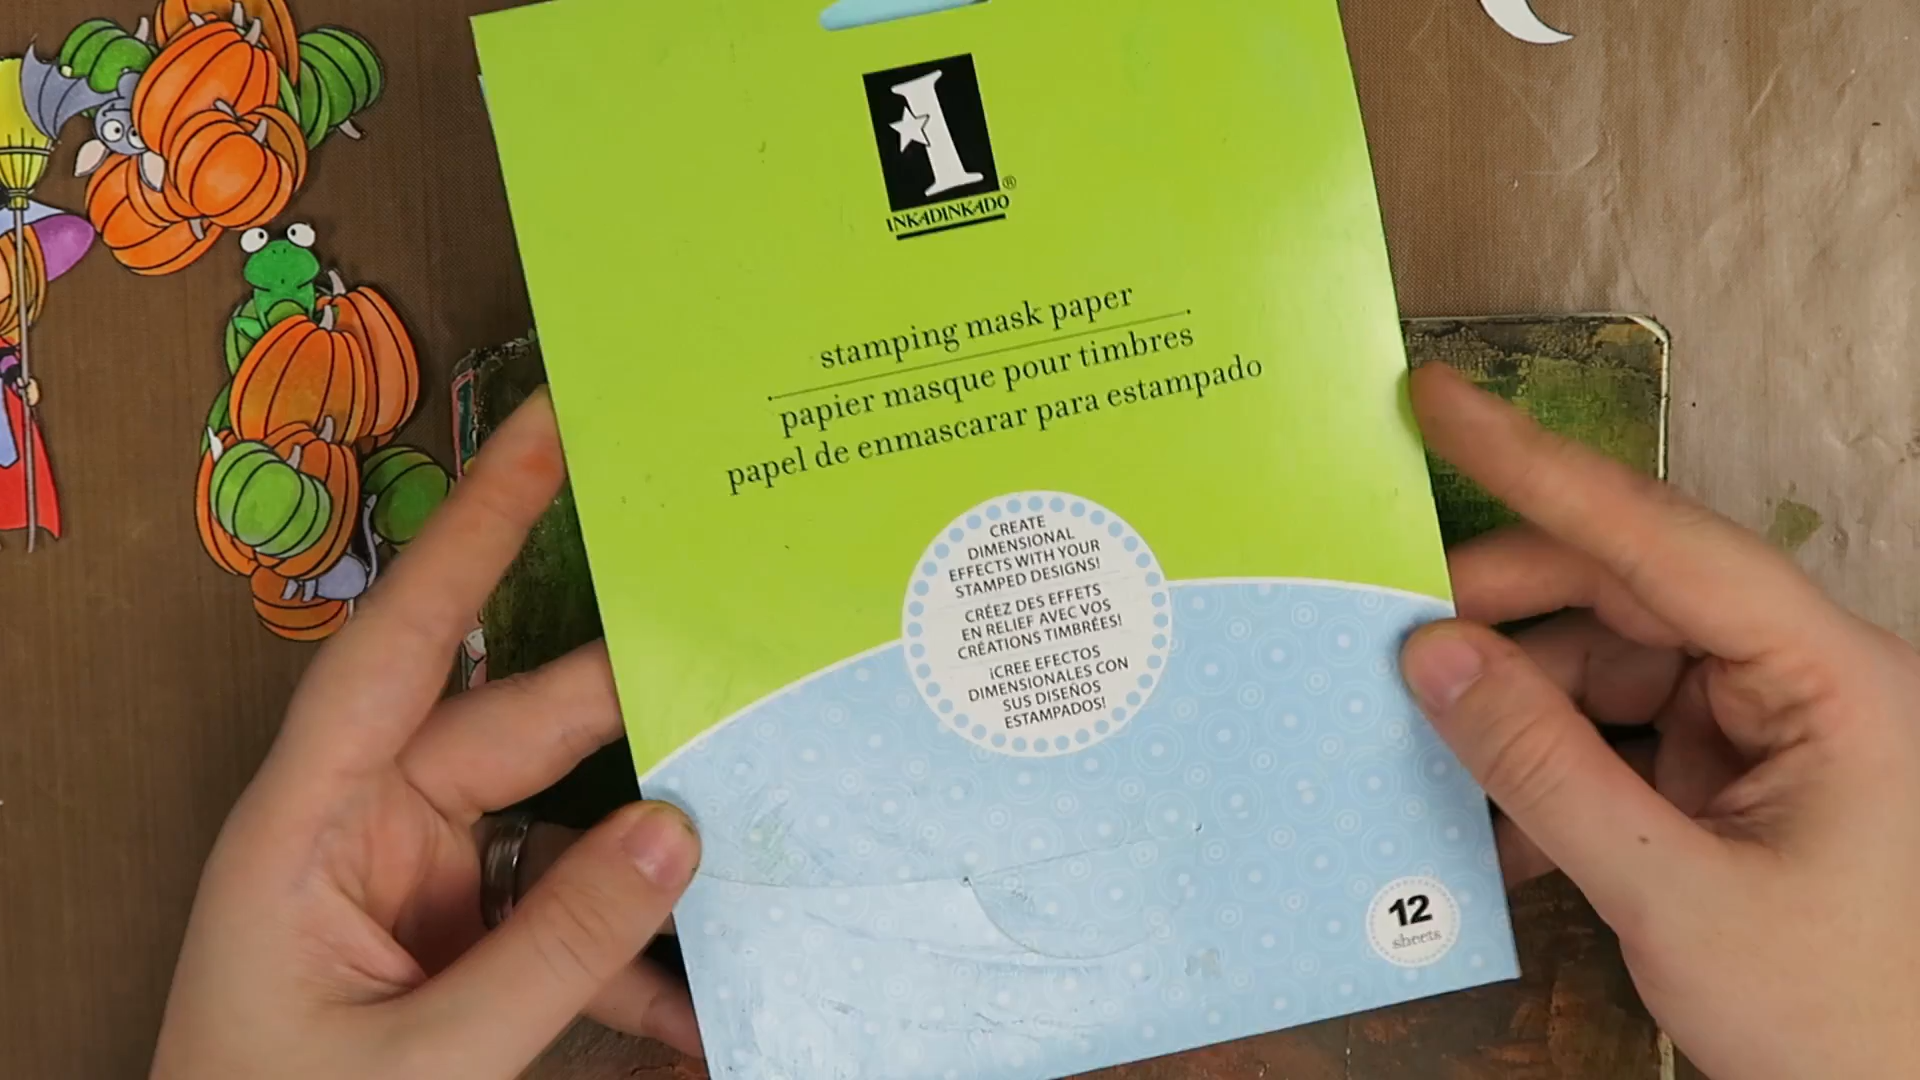 1
®
INKADINKADO
stamping mask paper
papier masque pour timbres
papel de enmascarar para estampado
CREATE
DIMENSIONAL
EFFECTS WITH YOUR
STAMPED DESIGNS!
CRÉEZ DES EFFETS
EN RELIEF AVEC VOS
CRÉATIONS TIMBRÉES!
¡CREE EFECTOS
DIMENSIONALES CON
SUS DISEÑOS
ESTAMPADOS!
12
sheets